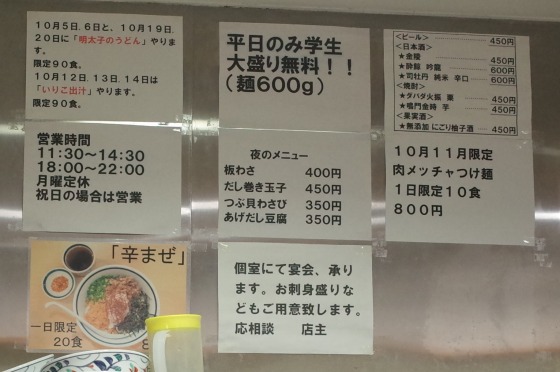 10月5日.6日と、10月19日.
20日に「明太子のうどん」やりま
す。
限定90食。
10月12日.13日.14日は
「いりこ出汁」やります。
限定90食。
営業時間
11:30～14:30
18:00～22:00
月曜定休
祝日の場合は営業
「辛まぜ」
一日限定
20食
平日のみ学生
大盛り無料！！
(麺600g)
夜のメニュー
板わさ 400円
だし巻き玉子 450円
つぶ貝わさび 350円
あげだし豆腐 350円
個室にて宴会、承り
ます。お刺身盛りな
どもご用意致します。
応相談 店主
<ビール> 450円
<日本酒>
★金陵 450円
★酔鯨 吟麗 600円
★司牡丹 純米 辛口 600円
<焼酎>
★タバダ火振 栗 450円
★鳴門金時 芋 450円
<果実酒>
★無添加 にごり柚子酒 450円
10月11月限定
肉メッチャつけ麺
1日限定10食
800円